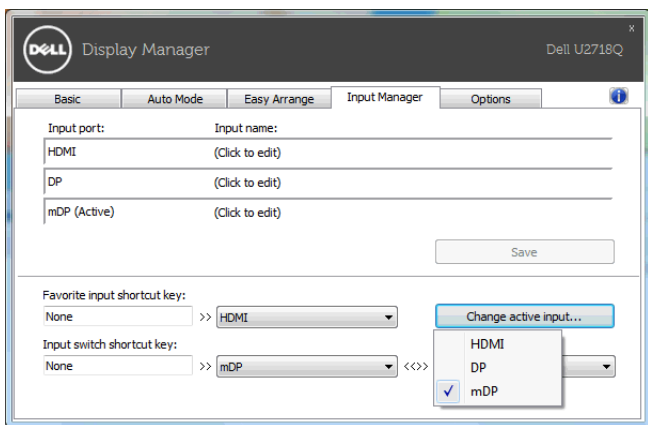 DELL Display Manager Dell U2718Q
x
Basic Auto Mode Easy Arrange Input Manager Options i
Input port: Input name:
HDMI (Click to edit)
DP (Click to edit)
mDP (Active) (Click to edit)
Save
Favorite input shortcut key:
None >> HDMI Change active input...
Input switch shortcut key:
None >> mDP <<>>
HDMI
DP
mDP